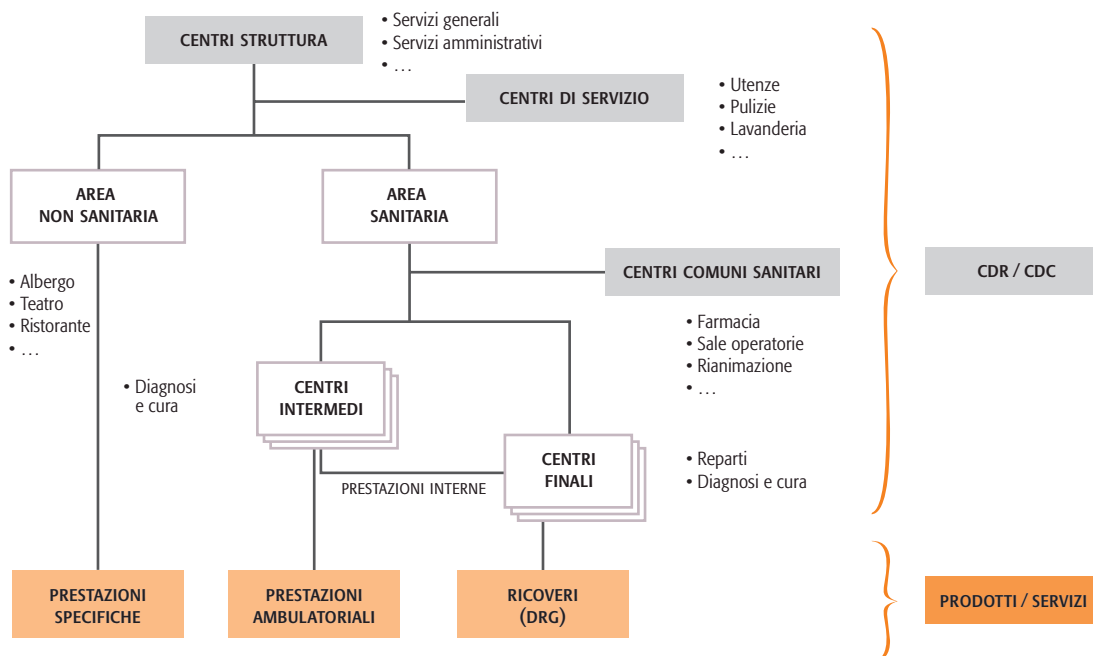 CENTRI STRUTTURA
• Servizi generali
• Servizi amministrativi
• …
CENTRI DI SERVIZIO
• Utenze
• Pulizie
• Lavanderia
• …
AREA
NON SANITARIA
AREA
SANITARIA
CENTRI COMUNI SANITARI
CDR / CDC
• Albergo
• Teatro
• Ristorante
• …
• Farmacia
• Sale operatorie
• Rianimazione
• …
• Diagnosi
e cura
CENTRI
INTERMEDI
CENTRI
FINALI
• Reparti
• Diagnosi e cura
PRESTAZIONI INTERNE
PRESTAZIONI
SPECIFICHE
PRESTAZIONI
AMBULATORIALI
RICOVERI
(DRG)
PRODOTTI / SERVIZI